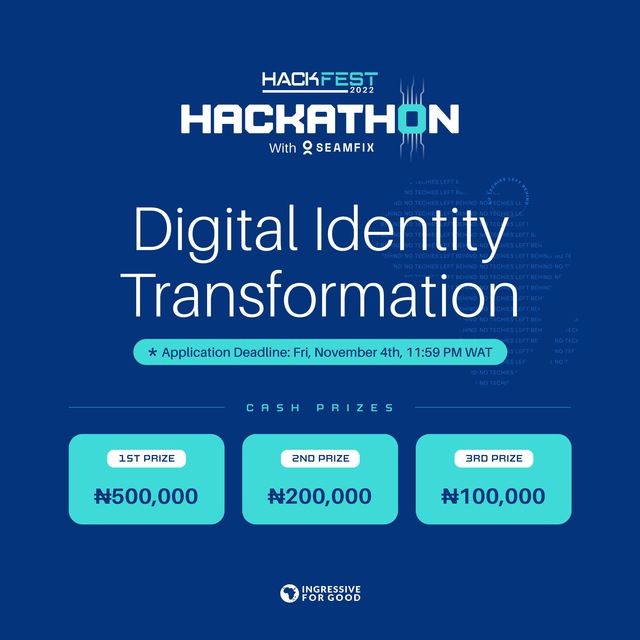 HACKFEST
2022
HACKATHON
With SEAMFIX
Digital Identity
Transformation
* Application Deadline: Fri, November 4th, 11:59 PM WAT
CASH PRIZES
1ST PRIZE
₦500,000
2ND PRIZE
₦200,000
3RD PRIZE
₦100,000
INGRESSIVE
FOR GOOD